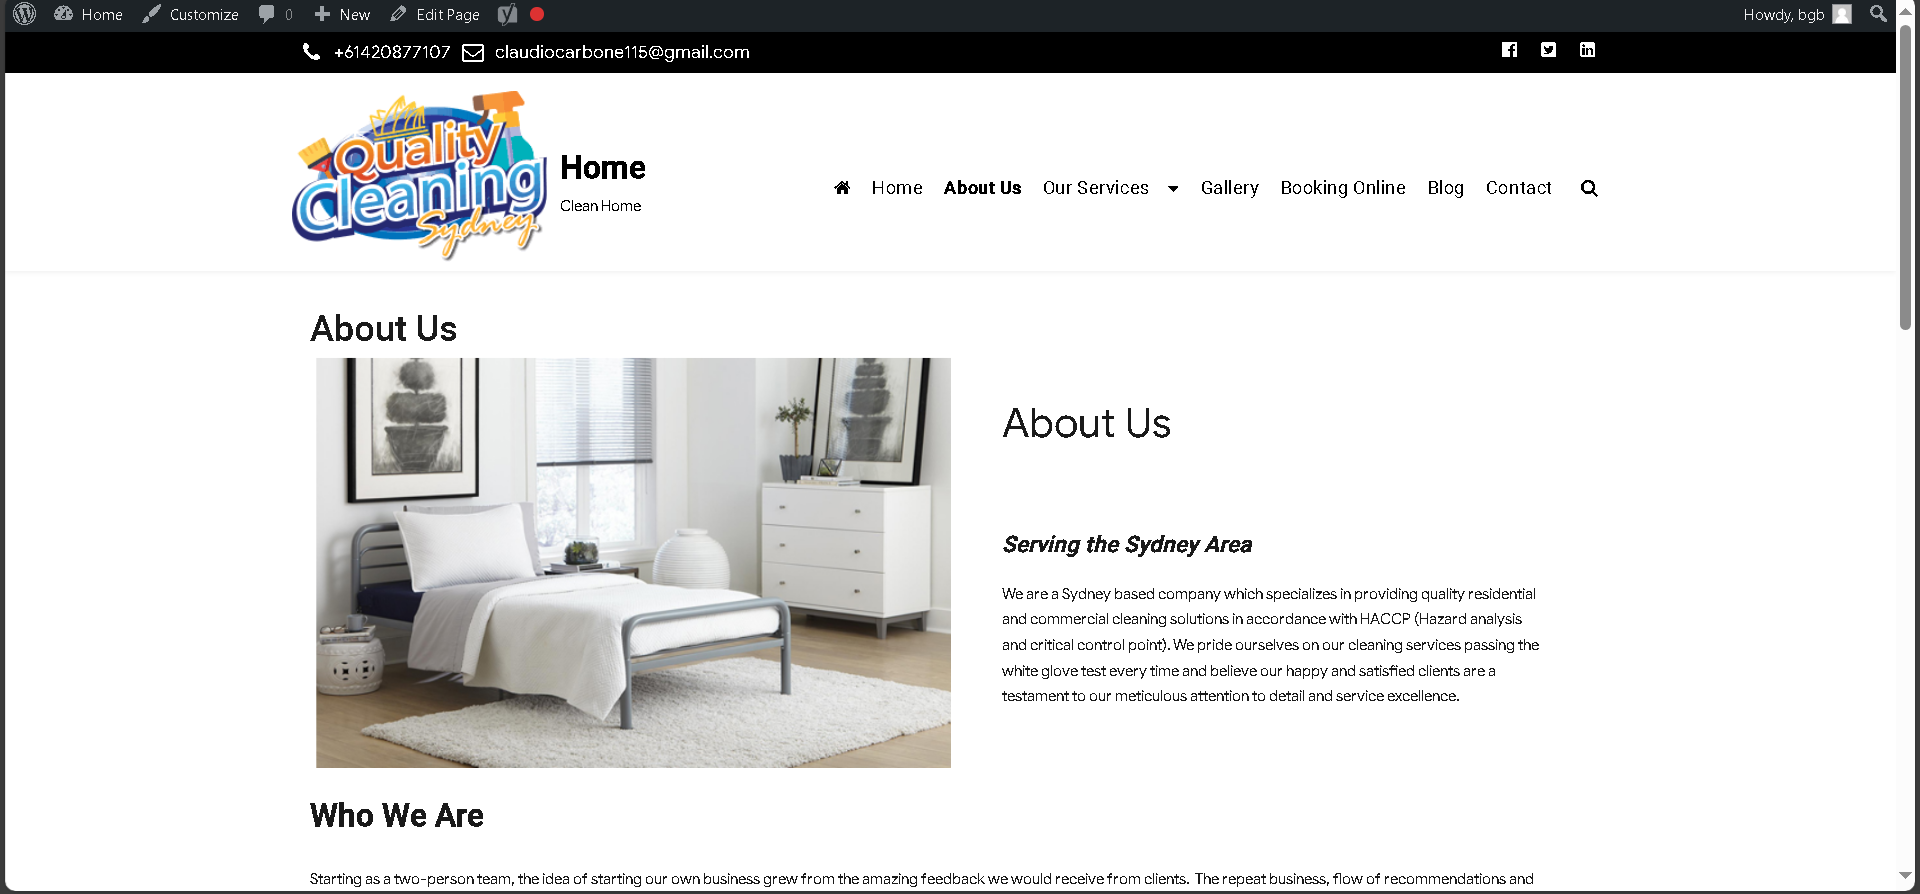 Home
Customize
0
New
Edit Page
Howdy, bgb
+61420877107
claudiocarbone115@gmail.com
Quality
Cleaning
Sydney
Home
Clean Home
Home
About Us
Our Services
Gallery
Booking Online
Blog
Contact
About Us
About Us
Serving the Sydney Area
We are a Sydney based company which specializes in providing quality residential
and commercial cleaning solutions in accordance with HACCP (Hazard analysis
and critical control point). We pride ourselves on our cleaning services passing the
white glove test every time and believe our happy and satisfied clients are a
testament to our meticulous attention to detail and service excellence.
Who We Are
Starting as a two-person team, the idea of starting our own business grew from the amazing feedback we would receive from clients. The repeat business, flow of recommendations and